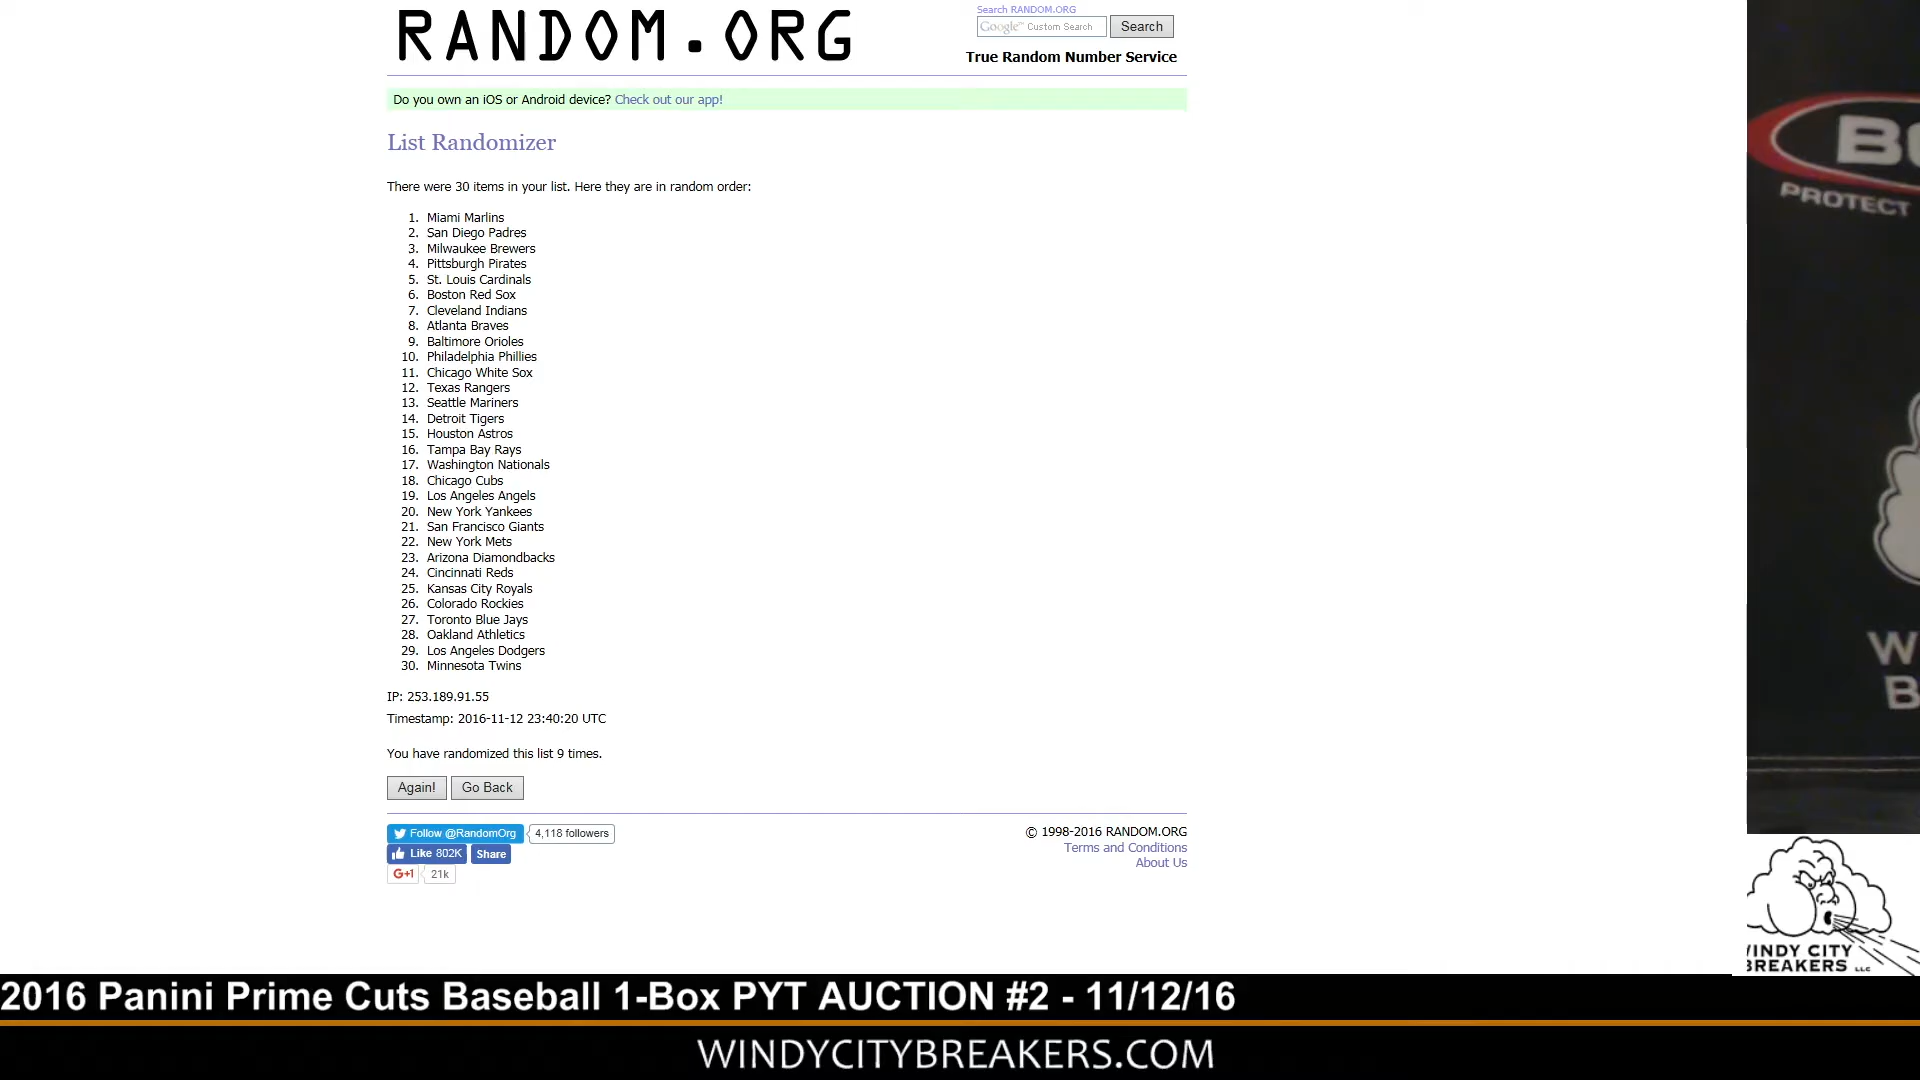 RANDOM.ORG
Search RANDOM.ORG
Google™ Custom Search
Search
True Random Number Service
Do you own an iOS or Android device? Check out our app!
List Randomizer
There were 30 items in your list. Here they are in random order:
1. Miami Marlins
2. San Diego Padres
3. Milwaukee Brewers
4. Pittsburgh Pirates
5. St. Louis Cardinals
6. Boston Red Sox
7. Cleveland Indians
8. Atlanta Braves
9. Baltimore Orioles
10. Philadelphia Phillies
11. Chicago White Sox
12. Texas Rangers
13. Seattle Mariners
14. Detroit Tigers
15. Houston Astros
16. Tampa Bay Rays
17. Washington Nationals
18. Chicago Cubs
19. Los Angeles Angels
20. New York Yankees
21. San Francisco Giants
22. New York Mets
23. Arizona Diamondbacks
24. Cincinnati Reds
25. Kansas City Royals
26. Colorado Rockies
27. Toronto Blue Jays
28. Oakland Athletics
29. Los Angeles Dodgers
30. Minnesota Twins
IP: 253.189.91.55
Timestamp: 2016-11-12 23:40:20 UTC
You have randomized this list 9 times.
Again! Go Back
Follow @RandomOrg 4,118 followers
Like 802K Share
G+1 21k
© 1998-2016 RANDOM.ORG
Terms and Conditions
About Us
PROTECT
INDY CITY
BREAKERS LLC
2016 Panini Prime Cuts Baseball 1-Box PYT AUCTION #2 - 11/12/16
WINDYCITYBREAKERS.COM